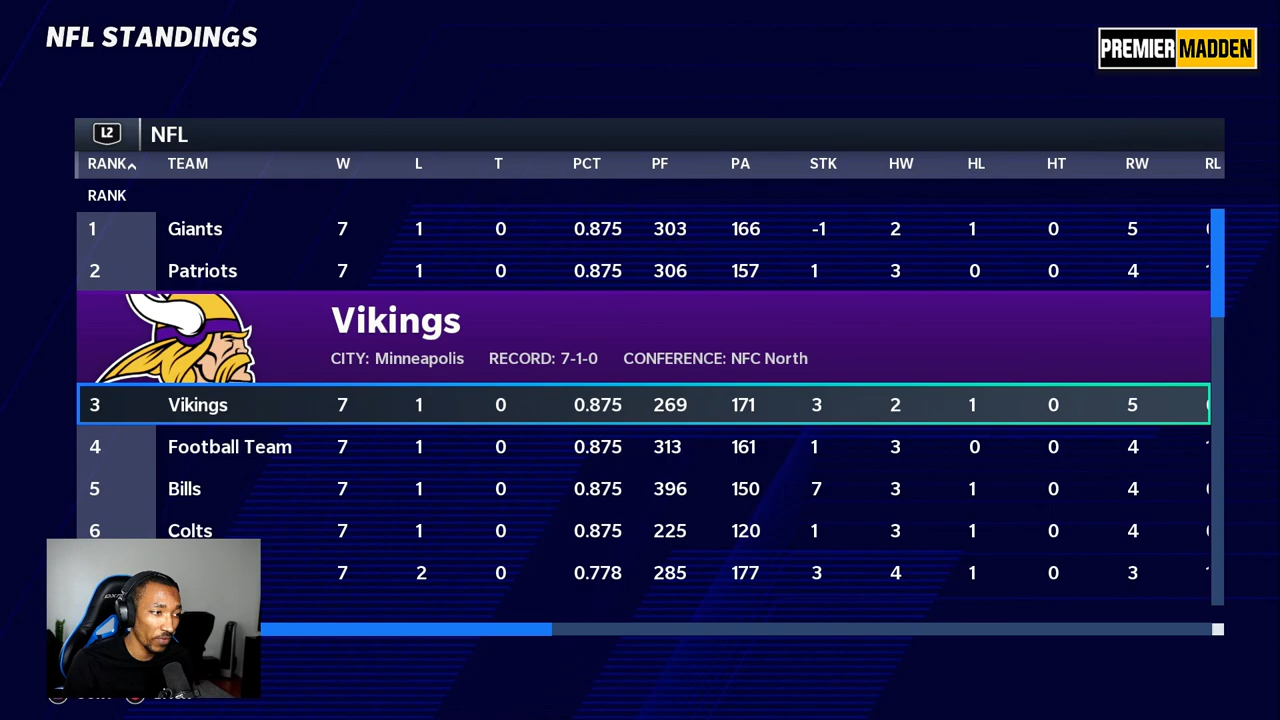 NFL STANDINGS
PREMIER MADDEN
L2 NFL
RANK TEAM W L T PCT PF PA STK HW HL HT RW RL
RANK
1 Giants 7 1 0 0.875 303 166 -1 2 1 0 5
2 Patriots 7 1 0 0.875 306 157 1 3 0 0 4
Vikings
CITY: Minneapolis RECORD: 7-1-0 CONFERENCE: NFC North
3 Vikings 7 1 0 0.875 269 171 3 2 1 0 5
4 Football Team 7 1 0 0.875 313 161 1 3 0 0 4
5 Bills 7 1 0 0.875 396 150 7 3 1 0 4
6 Colts 7 1 0 0.875 225 120 1 3 1 0 4
7 2 0 0.778 285 177 3 4 1 0 3